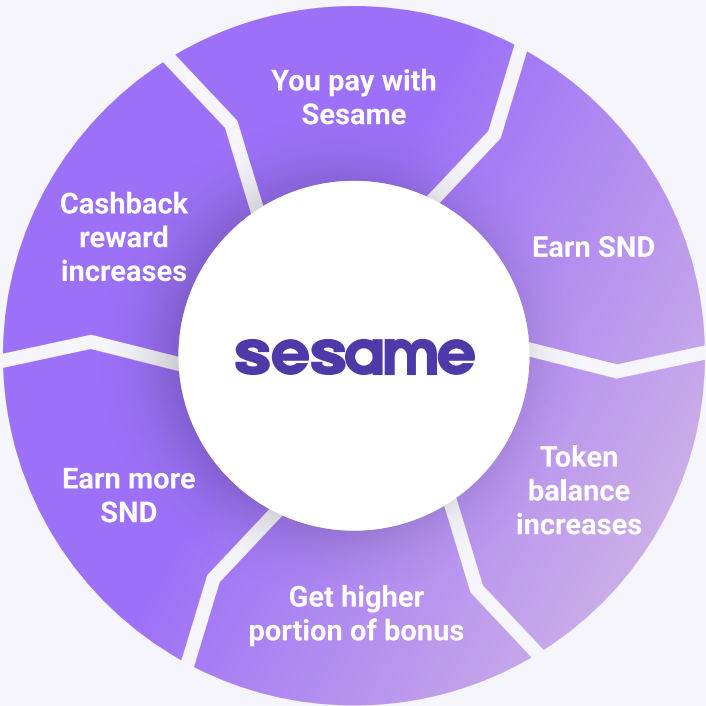 You pay with
Sesame
Earn SND
Token
balance
increases
Get higher
portion of bonus
Earn more
SND
Cashback
reward
increases
sesame